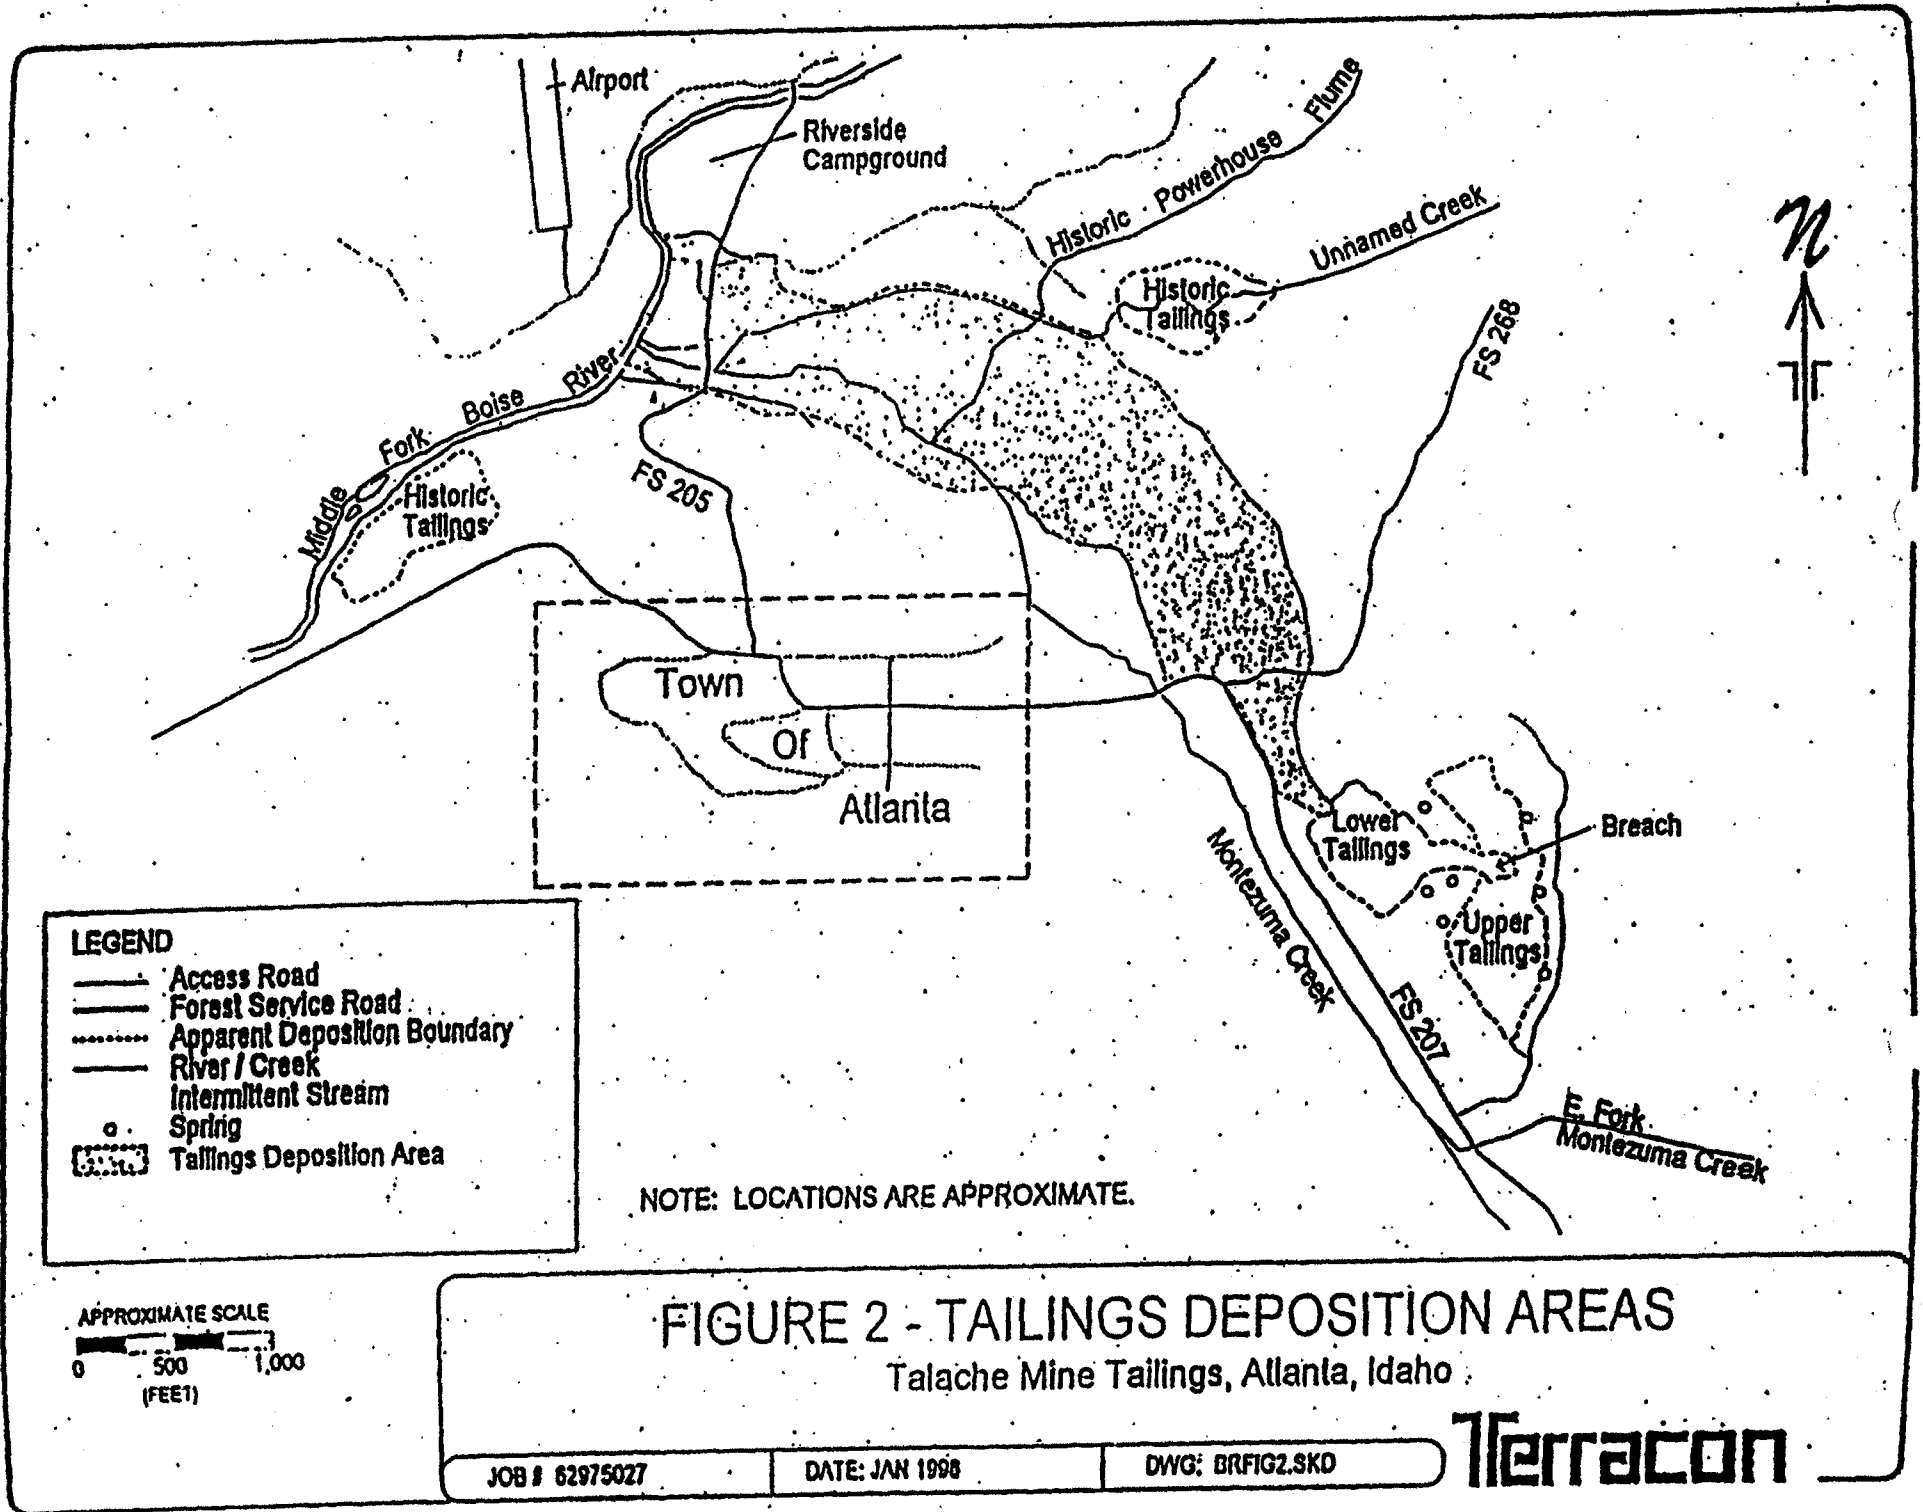 Airport
Riverside
Campground
Historic Powerhouse Flume
Unnamed Creek
Historic
Tailings
FS 268
N
Middle Fork Boise River
Historic
Tailings
FS 205
Town
Of
Atlanta
Lower
Tailings
Breach
Upper
Tailings
Montezuma Creek
FS 207
E. Fork
Montezuma Creek
LEGEND
Access Road
Forest Service Road
Apparent Deposition Boundary
River / Creek
Intermittent Stream
Spring
Tailings Deposition Area
NOTE: LOCATIONS ARE APPROXIMATE.
APPROXIMATE SCALE
0 500 1,000
(FEET)
FIGURE 2 - TAILINGS DEPOSITION AREAS
Talache Mine Tailings, Atlanta, Idaho
JOB # 62975027
DATE: JAN 1998
DWG: BRFIG2.SKD
Terracon